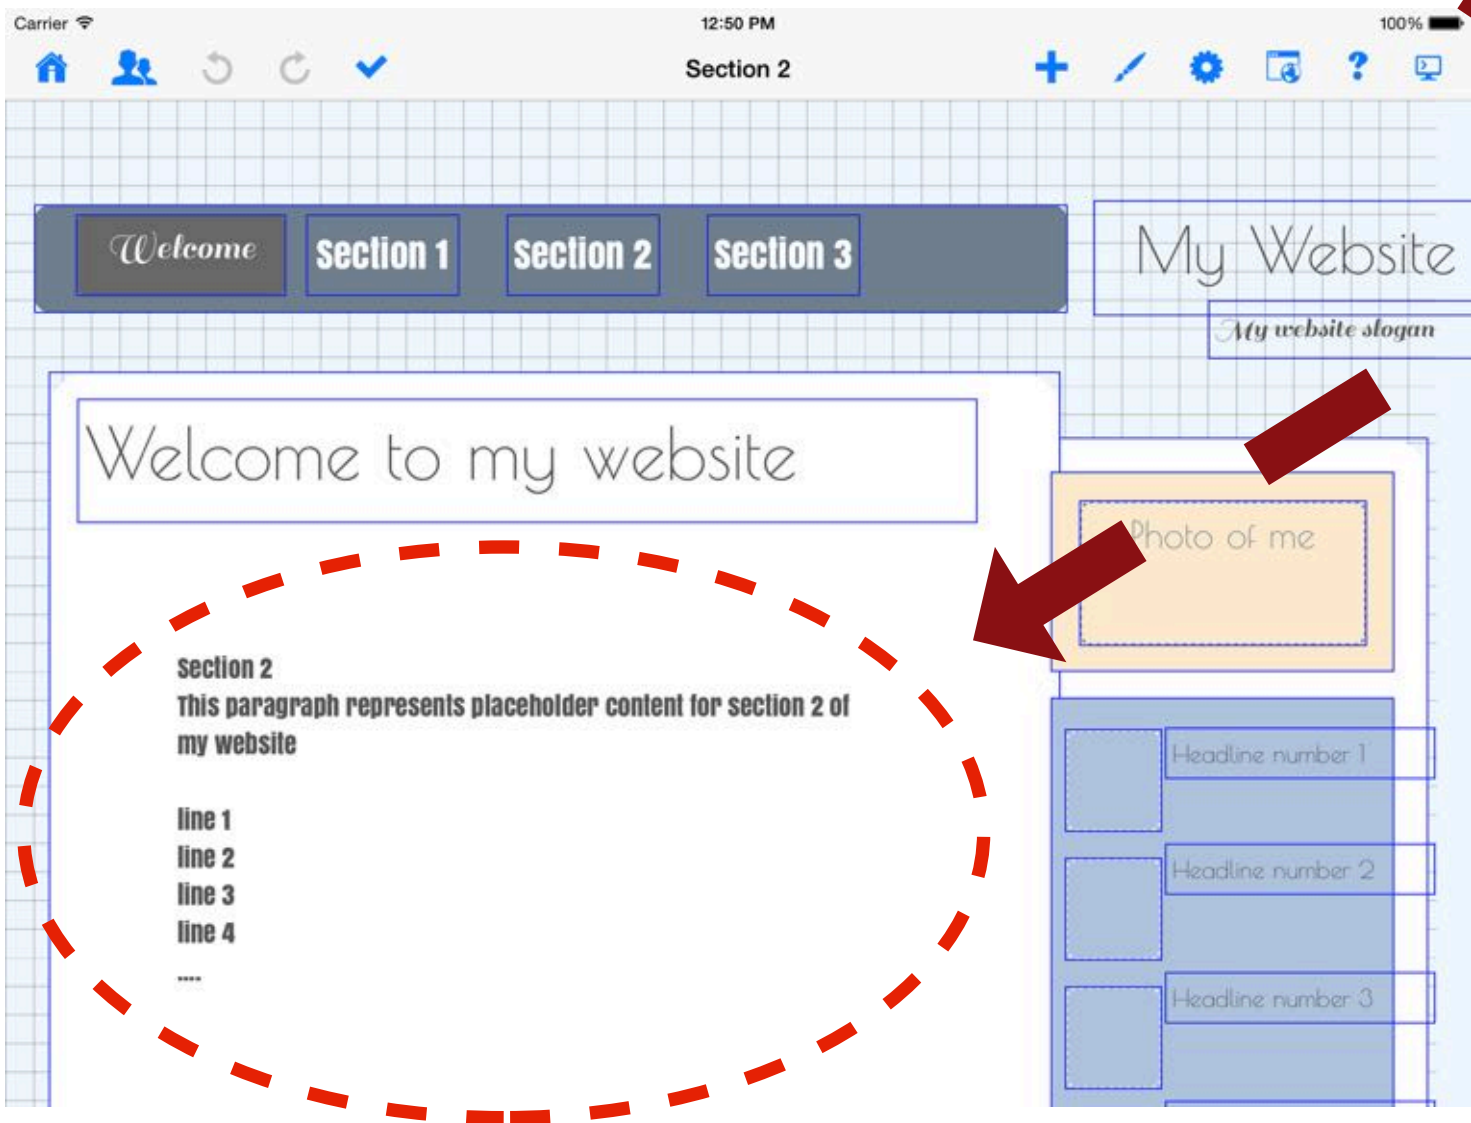 Carrier
12:50 PM
100%
Section 2
Welcome
Section 1
Section 2
Section 3
My Website
My website slogan
Welcome to my website
Photo of me
Section 2
This paragraph represents placeholder content for section 2 of
my website
line 1
line 2
line 3
line 4
....
Headline number 1
Headline number 2
Headline number 3